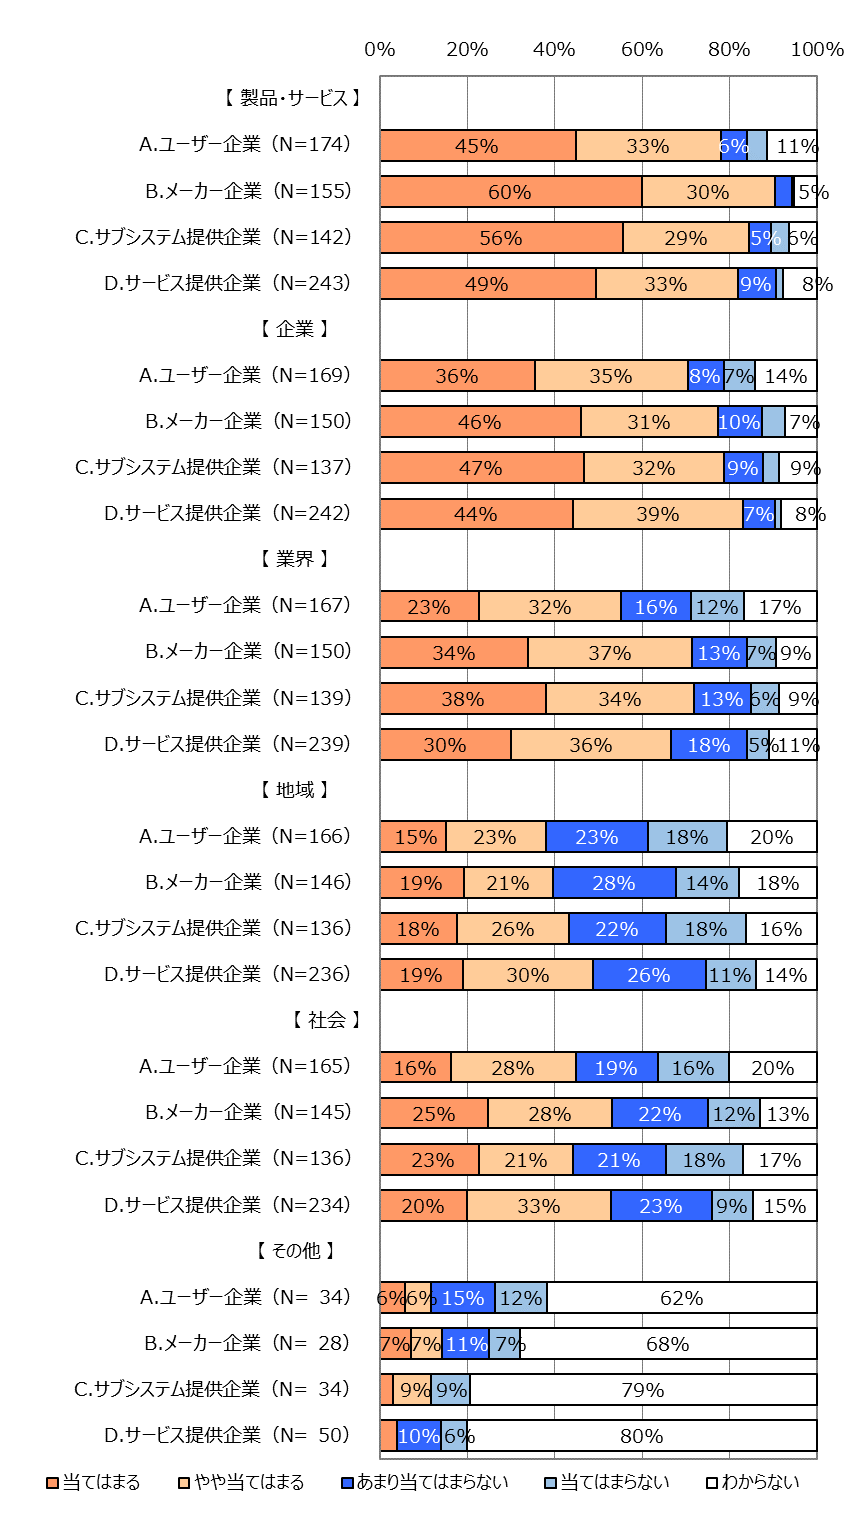 0% 20% 40% 60% 80% 100%
【 製品・サービス 】
A.ユーザー企業（N=174） 45% 33% 6% 11%
B.メーカー企業（N=155） 60% 30% 5%
C.サブシステム提供企業（N=142） 56% 29% 5% 6%
D.サービス提供企業（N=243） 49% 33% 9% 8%
【 企業 】
A.ユーザー企業（N=169） 36% 35% 8% 7% 14%
B.メーカー企業（N=150） 46% 31% 10% 7%
C.サブシステム提供企業（N=137） 47% 32% 9% 9%
D.サービス提供企業（N=242） 44% 39% 7% 8%
【 業界 】
A.ユーザー企業（N=167） 23% 32% 16% 12% 17%
B.メーカー企業（N=150） 34% 37% 13% 7% 9%
C.サブシステム提供企業（N=139） 38% 34% 13% 6% 9%
D.サービス提供企業（N=239） 30% 36% 18% 5% 11%
【 地域 】
A.ユーザー企業（N=166） 15% 23% 23% 18% 20%
B.メーカー企業（N=146） 19% 21% 28% 14% 18%
C.サブシステム提供企業（N=136） 18% 26% 22% 18% 16%
D.サービス提供企業（N=236） 19% 30% 26% 11% 14%
【 社会 】
A.ユーザー企業（N=165） 16% 28% 19% 16% 20%
B.メーカー企業（N=145） 25% 28% 22% 12% 13%
C.サブシステム提供企業（N=136） 23% 21% 21% 18% 17%
D.サービス提供企業（N=234） 20% 33% 23% 9% 15%
【 その他 】
A.ユーザー企業（N= 34） 6% 6% 15% 12% 62%
B.メーカー企業（N= 28） 7% 7% 11% 7% 68%
C.サブシステム提供企業（N= 34） 9% 9% 79%
D.サービス提供企業（N= 50） 10% 6% 80%
当てはまる やや当てはまる あまり当てはまらない 当てはまらない わからない